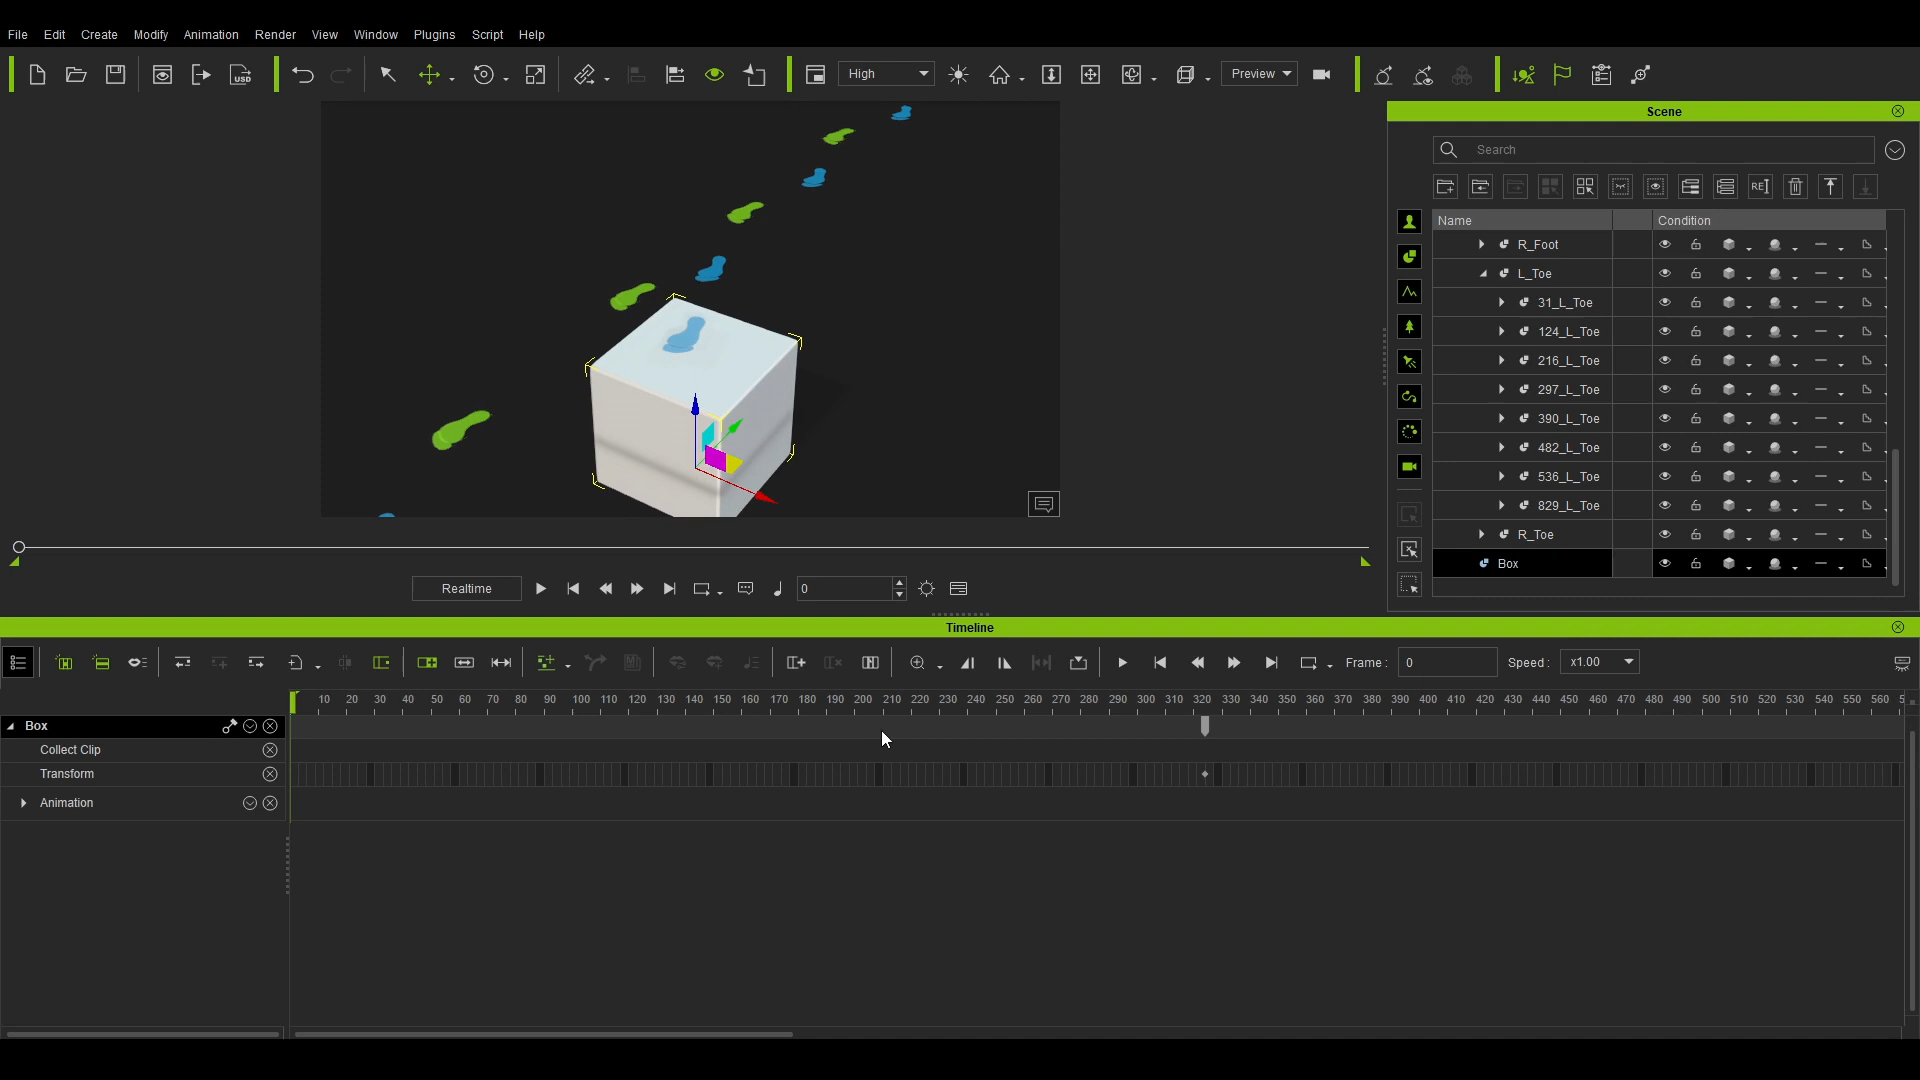 File Edit Create Modify Animation Render View Window Plugins Script Help
USD High Preview
Scene
Search
RE
Name Condition
R_Foot
L_Toe
31_L_Toe
124_L_Toe
216_L_Toe
297_L_Toe
390_L_Toe
482_L_Toe
536_L_Toe
829_L_Toe
R_Toe
Box
Realtime 0
Timeline
Frame : 0 Speed : x1.00
10 20 30 40 50 60 70 80 90 100 110 120 130 140 150 160 170 180 190 200 210 220 230 240 250 260 270 280 290 300 310 320 330 340 350 360 370 380 390 400 410 420 430 440 450 460 470 480 490 500 510 520 530 540 550 560 5
Box
Collect Clip
Transform
Animation